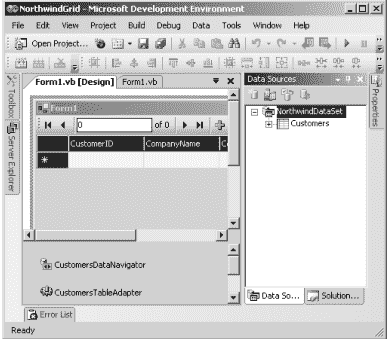 NorthwindGrid - Microsoft Development Environment
File Edit View Project Build Debug Data Tools Window Help
Open Project...
Form1.vb [Design] Form1.vb
Data Sources
Toolbox
Server Explorer
Properties
Form1
0 of 0
CustomerID CompanyName
NorthwindDataSet
Customers
CustomersDataNavigator
CustomersTableAdapter
Data So... Solution...
Error List
Ready